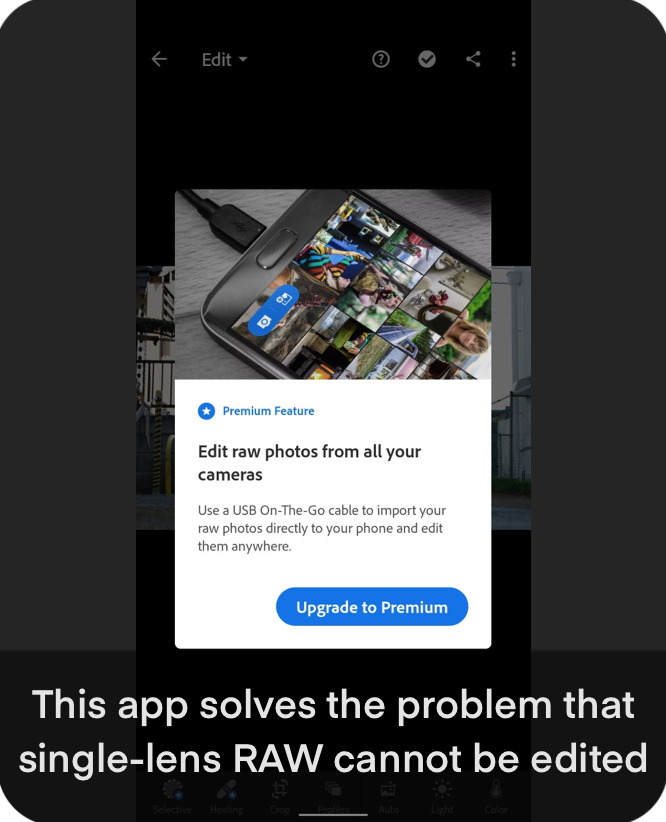 Edit
Premium Feature
Edit raw photos from all your
cameras
Use a USB On-The-Go cable to import your
raw photos directly to your phone and edit
them anywhere.
Upgrade to Premium
This app solves the problem that
single-lens RAW cannot be edited
Selective Healing Crop Profiles Auto Light Color